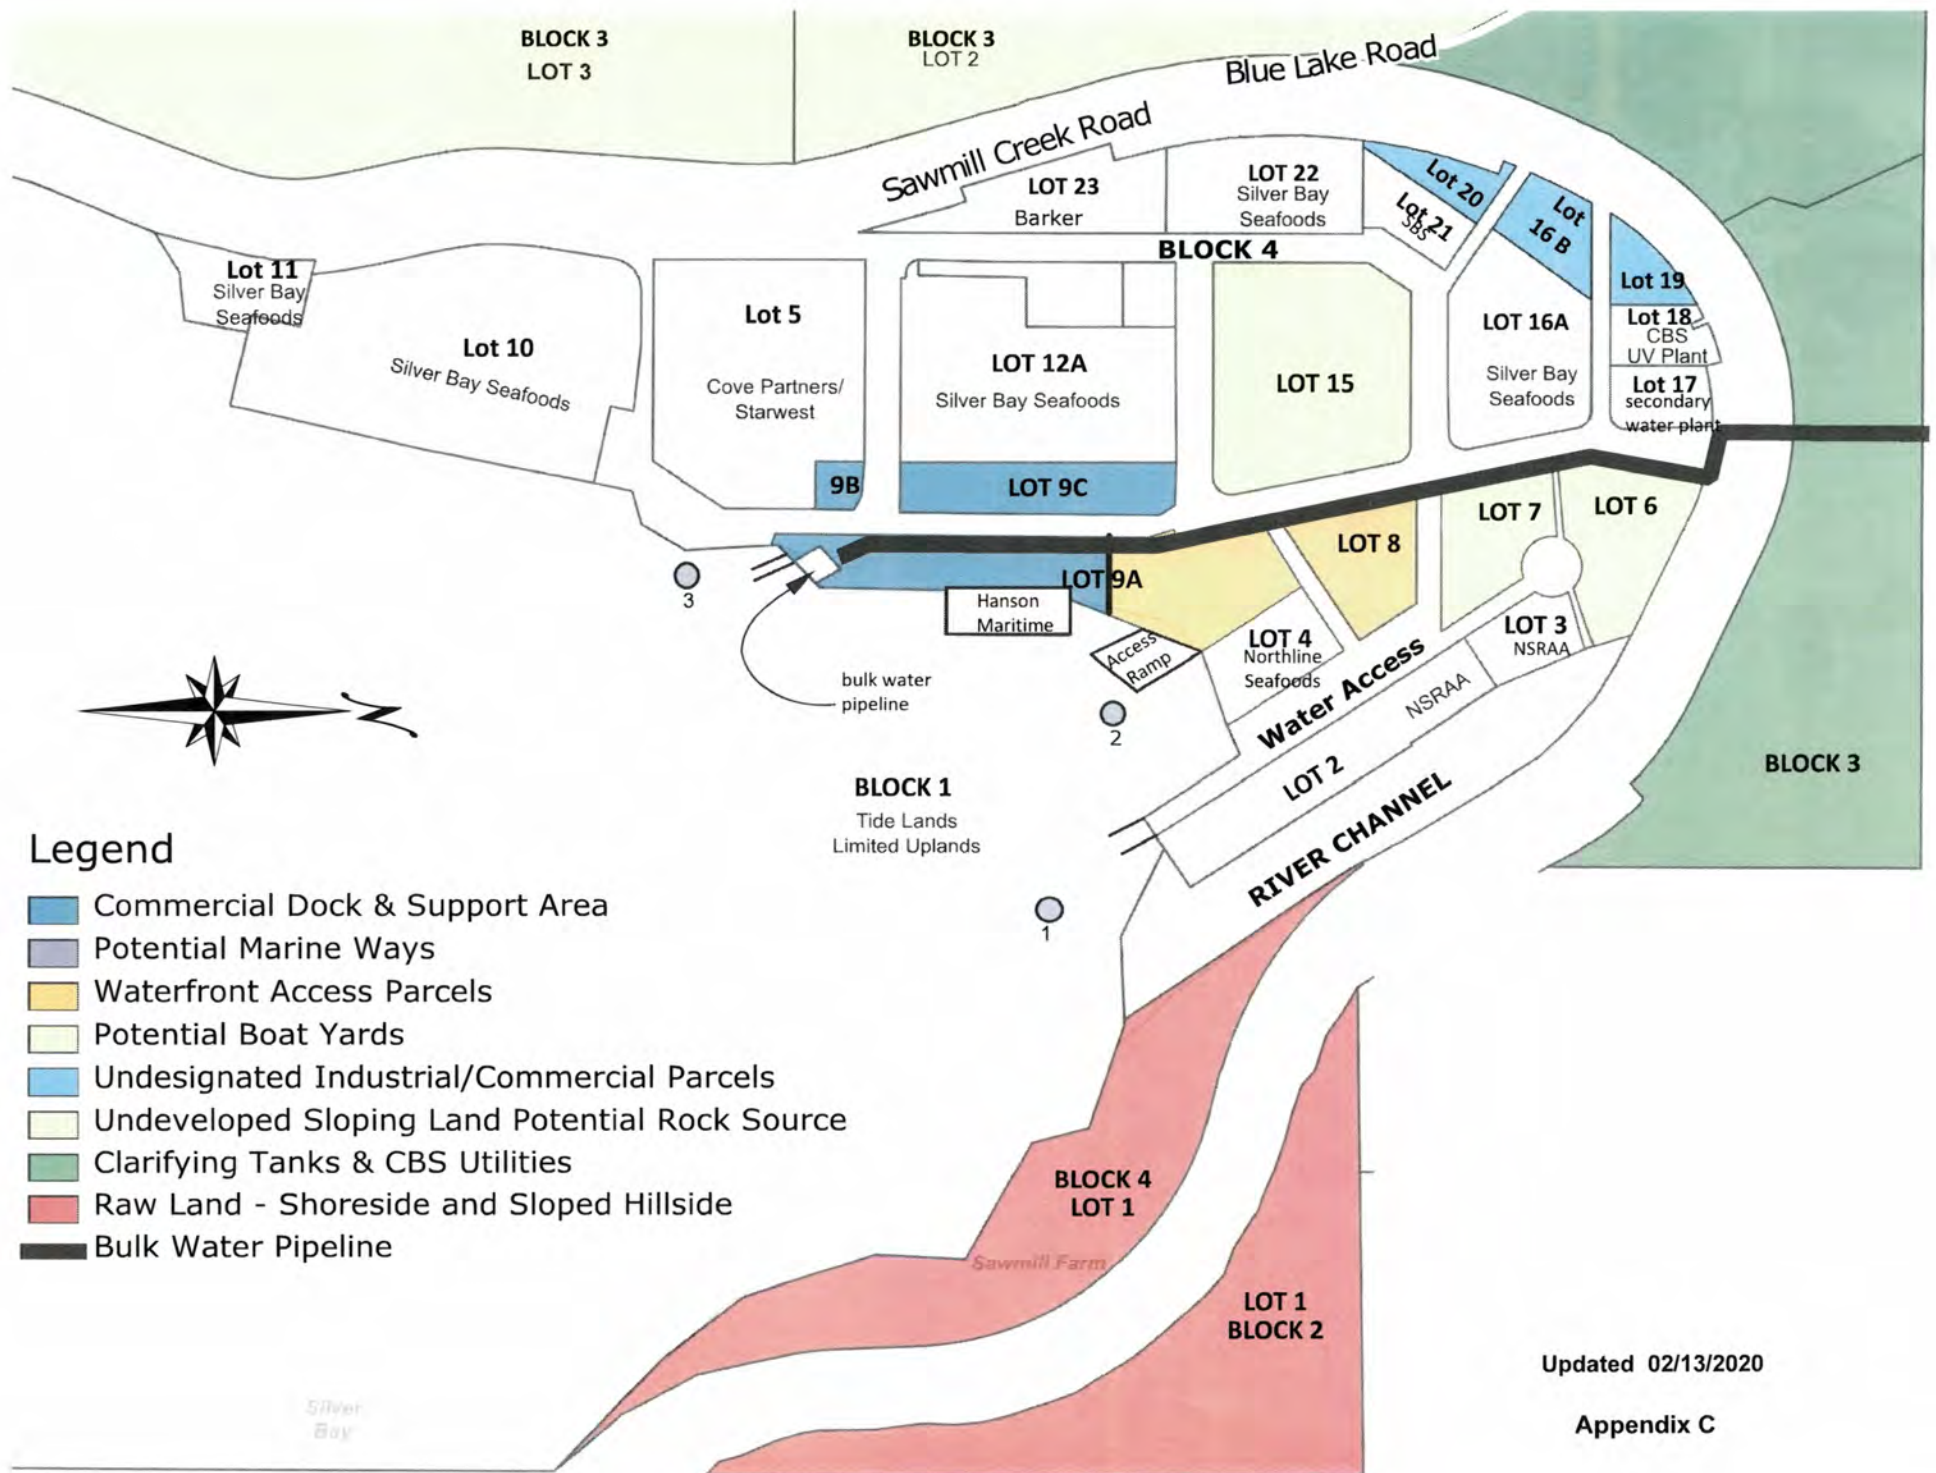 BLOCK 3
LOT 3
BLOCK 3
LOT 2
Blue Lake Road
Sawmill Creek Road
LOT 23
Barker
LOT 22
Silver Bay
Seafoods
Lot 20
Lot 21
SBS
Lot
16 B
BLOCK 4
Lot 11
Silver Bay
Seafoods
Lot 10
Silver Bay Seafoods
Lot 5
Cove Partners/
Starwest
LOT 12A
Silver Bay Seafoods
LOT 15
LOT 16A
Silver Bay
Seafoods
Lot 19
Lot 18
CBS
UV Plant
Lot 17
secondary
water plant
9B
LOT 9C
LOT 7
LOT 6
LOT 8
LOT 9A
Hanson
Maritime
3
Access
Ramp
LOT 4
Northline
Seafoods
LOT 3
NSRAA
bulk water
pipeline
N
2
Water Access
NSRAA
LOT 2
RIVER CHANNEL
BLOCK 3
BLOCK 1
Tide Lands
Limited Uplands
1
Legend
Commercial Dock & Support Area
Potential Marine Ways
Waterfront Access Parcels
Potential Boat Yards
Undesignated Industrial/Commercial Parcels
Undeveloped Sloping Land Potential Rock Source
Clarifying Tanks & CBS Utilities
Raw Land - Shoreside and Sloped Hillside
Bulk Water Pipeline
BLOCK 4
LOT 1
Sawmill Farm
LOT 1
BLOCK 2
Silver
Bay
Updated 02/13/2020
Appendix C